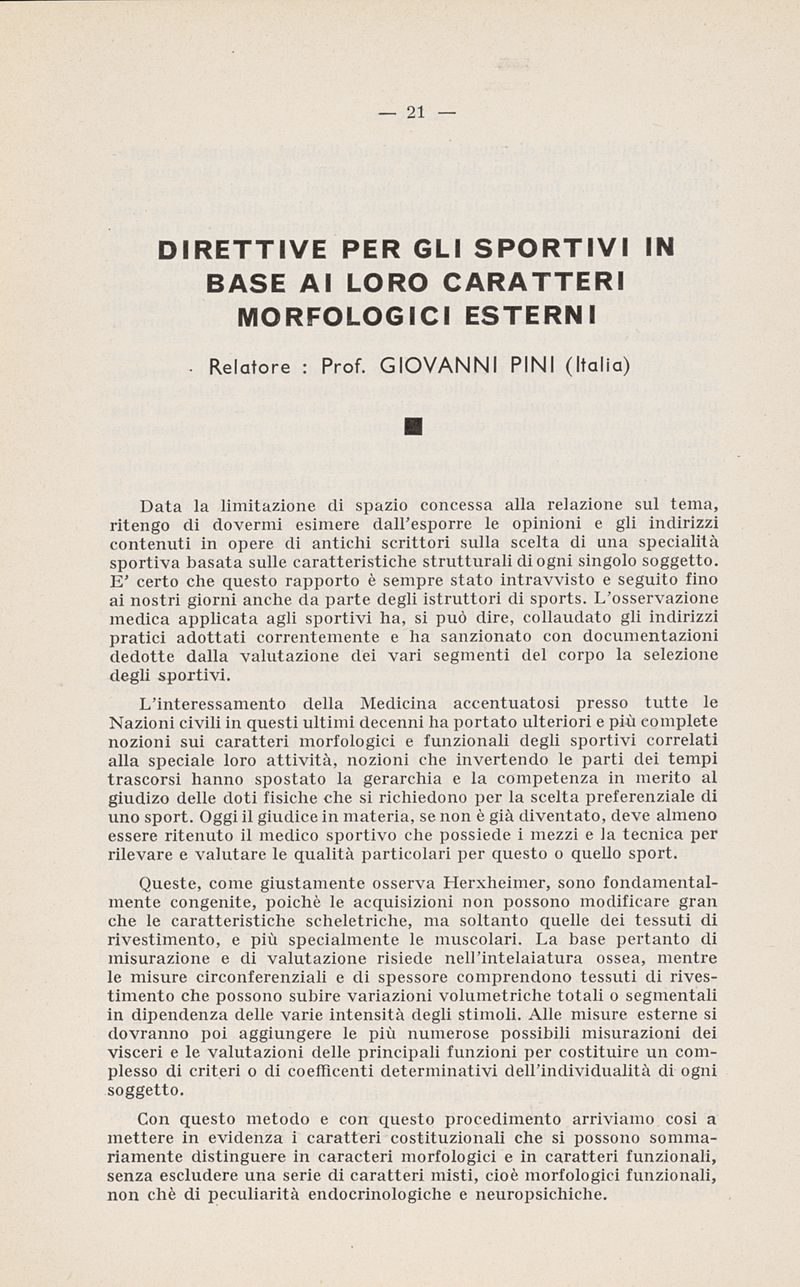 — 21 —
DIRETTIVE PER GLI SPORTIVI IN
BASE AI LORO CARATTERI
MORFOLOGICI ESTERNI
Relatore : Prof. GIOVANNI PINI (Italia)
Data la limitazione di spazio concessa alla relazione sul tema,
ritengo di dovermi esimere dall'esporre le opinioni e gli indirizzi
contenuti in opere di antichi scrittori sulla scelta di una specialità
sportiva basata sulle caratteristiche strutturali di ogni singolo soggetto.
E' certo che questo rapporto è sempre stato intravvisto e seguito fino
ai nostri giorni anche da parte degli istruttori di sports. L'osservazione
medica applicata agli sportivi ha, si può dire, collaudato gli indirizzi
pratici adottati correntemente e ha sanzionato con documentazioni
dedotte dalla valutazione dei vari segmenti del corpo la selezione
degli sportivi.
L'interessamento della Medicina accentuatosi presso tutte le
Nazioni civili in questi ultimi decenni ha portato ulteriori e più complete
nozioni sui caratteri morfologici e funzionali degli sportivi correlati
alla speciale loro attività, nozioni che invertendo le parti dei tempi
trascorsi hanno spostato la gerarchia e la competenza in merito al
giudizo delle doti fisiche che si richiedono per la scelta preferenziale di
uno sport. Oggi il giudice in materia, se non è già diventato, deve almeno
essere ritenuto il medico sportivo che possiede i mezzi e la tecnica per
rilevare e valutare le qualità particolari per questo o quello sport.
Queste, come giustamente osserva Herxheimer, sono fondamental-
mente congenite, poichè le acquisizioni non possono modificare gran
che le caratteristiche scheletriche, ma soltanto quelle dei tessuti di
rivestimento, e più specialmente le muscolari. La base pertanto di
misurazione e di valutazione risiede nell'intelaiatura ossea, mentre
le misure circonferenziali e di spessore comprendono tessuti di rives-
timento che possono subire variazioni volumetriche totali o segmentali
in dipendenza delle varie intensità degli stimoli. Alle misure esterne si
dovranno poi aggiungere le più numerose possibili misurazioni dei
visceri e le valutazioni delle principali funzioni per costituire un com-
plesso di criteri o di coefficenti determinativi dell'individualità di ogni
soggetto.
Con questo metodo e con questo procedimento arriviamo cosi a
mettere in evidenza i caratteri costituzionali che si possono somma-
riamente distinguere in caracteri morfologici e in caratteri funzionali,
senza escludere una serie di caratteri misti, cioè morfologici funzionali,
non chè di peculiarità endocrinologiche e neuropsichiche.